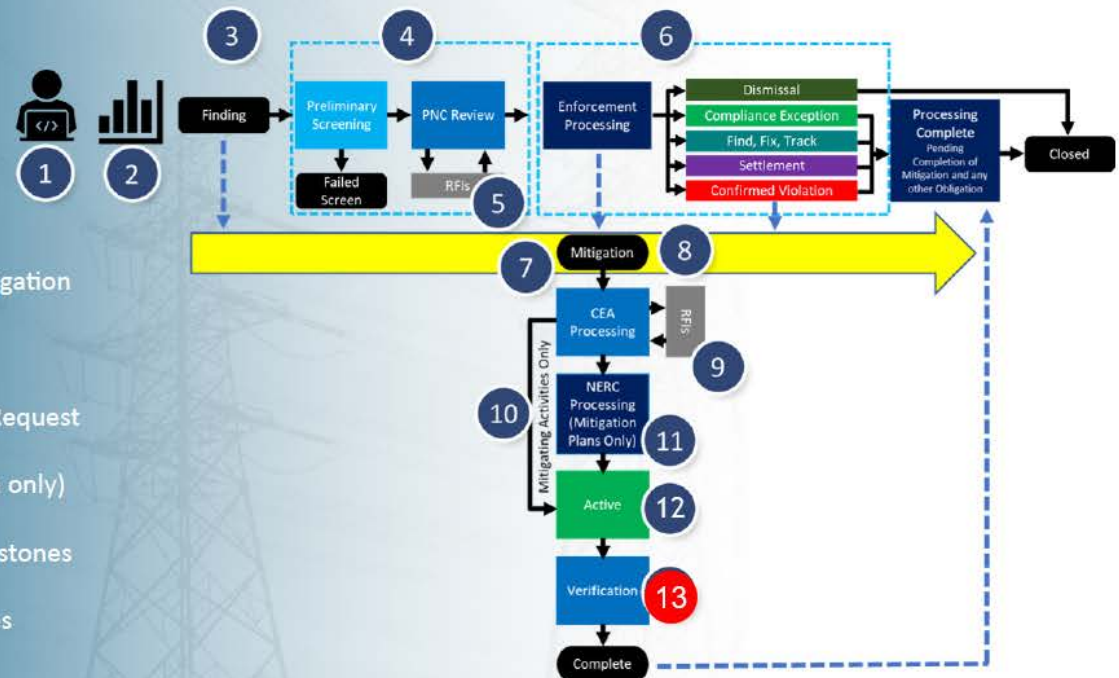 3
4
6
</>
1
2
Finding
Preliminary
Screening
PNC Review
Failed
Screen
RFIs
5
Enforcement
Processing
Dismissal
Compliance Exception
Find, Fix, Track
Settlement
Confirmed Violation
Processing
Complete
Pending
Completion of
Mitigation and any
other Obligation
Closed
7
Mitigation
8
CEA
Processing
RFIs
9
10
Mitigating Activities Only
NERC
Processing
(Mitigation
Plans Only)
11
Active
12
Verification
13
Complete
gation
Request
only)
stones
s